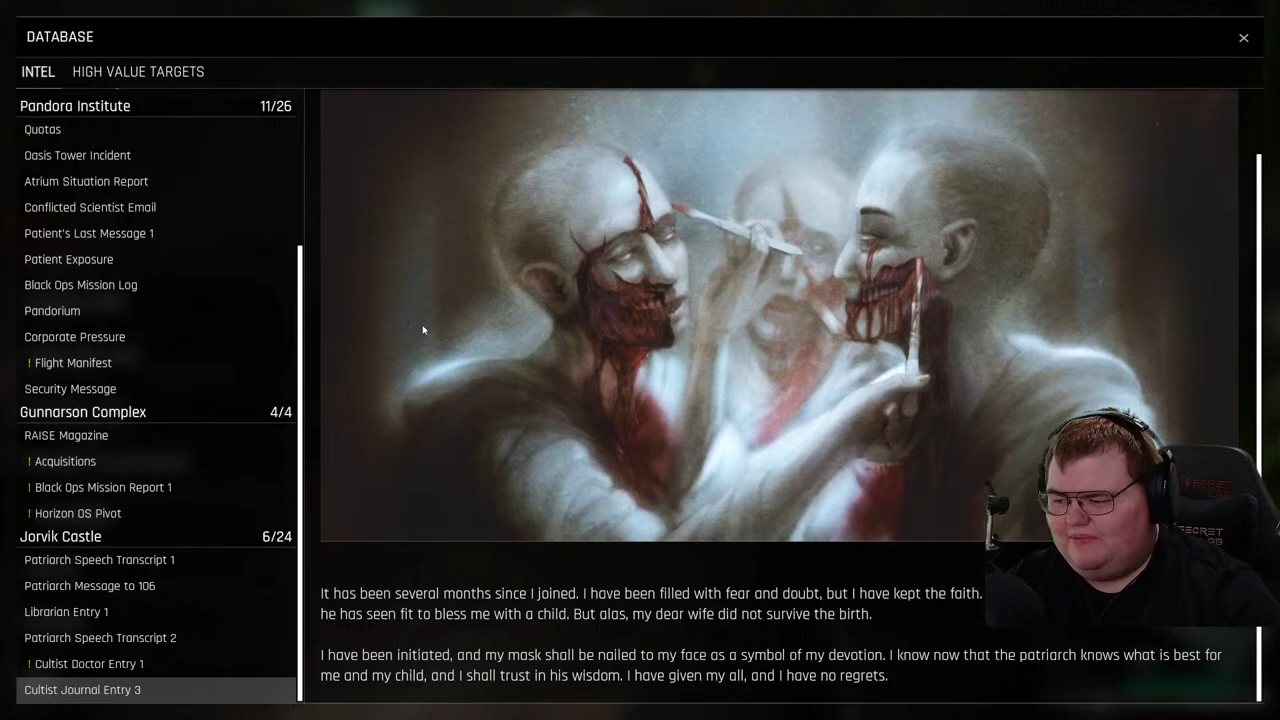 DATABASE
INTEL HIGH VALUE TARGETS
Pandora Institute 11/26
Quotas
Oasis Tower Incident
Atrium Situation Report
Conflicted Scientist Email
Patient's Last Message 1
Patient Exposure
Black Ops Mission Log
Pandorium
Corporate Pressure
! Flight Manifest
Security Message
Gunnarson Complex 4/4
RAISE Magazine
! Acquisitions
! Black Ops Mission Report 1
! Horizon OS Pivot
Jorvik Castle 6/24
Patriarch Speech Transcript 1
Patriarch Message to 106
Librarian Entry 1
Patriarch Speech Transcript 2
! Cultist Doctor Entry 1
Cultist Journal Entry 3
It has been several months since I joined. I have been filled with fear and doubt, but I have kept the faith.
he has seen fit to bless me with a child. But alas, my dear wife did not survive the birth.
I have been initiated, and my mask shall be nailed to my face as a symbol of my devotion. I know now that the patriarch knows what is best for
me and my child, and I shall trust in his wisdom. I have given my all, and I have no regrets.
SECRET